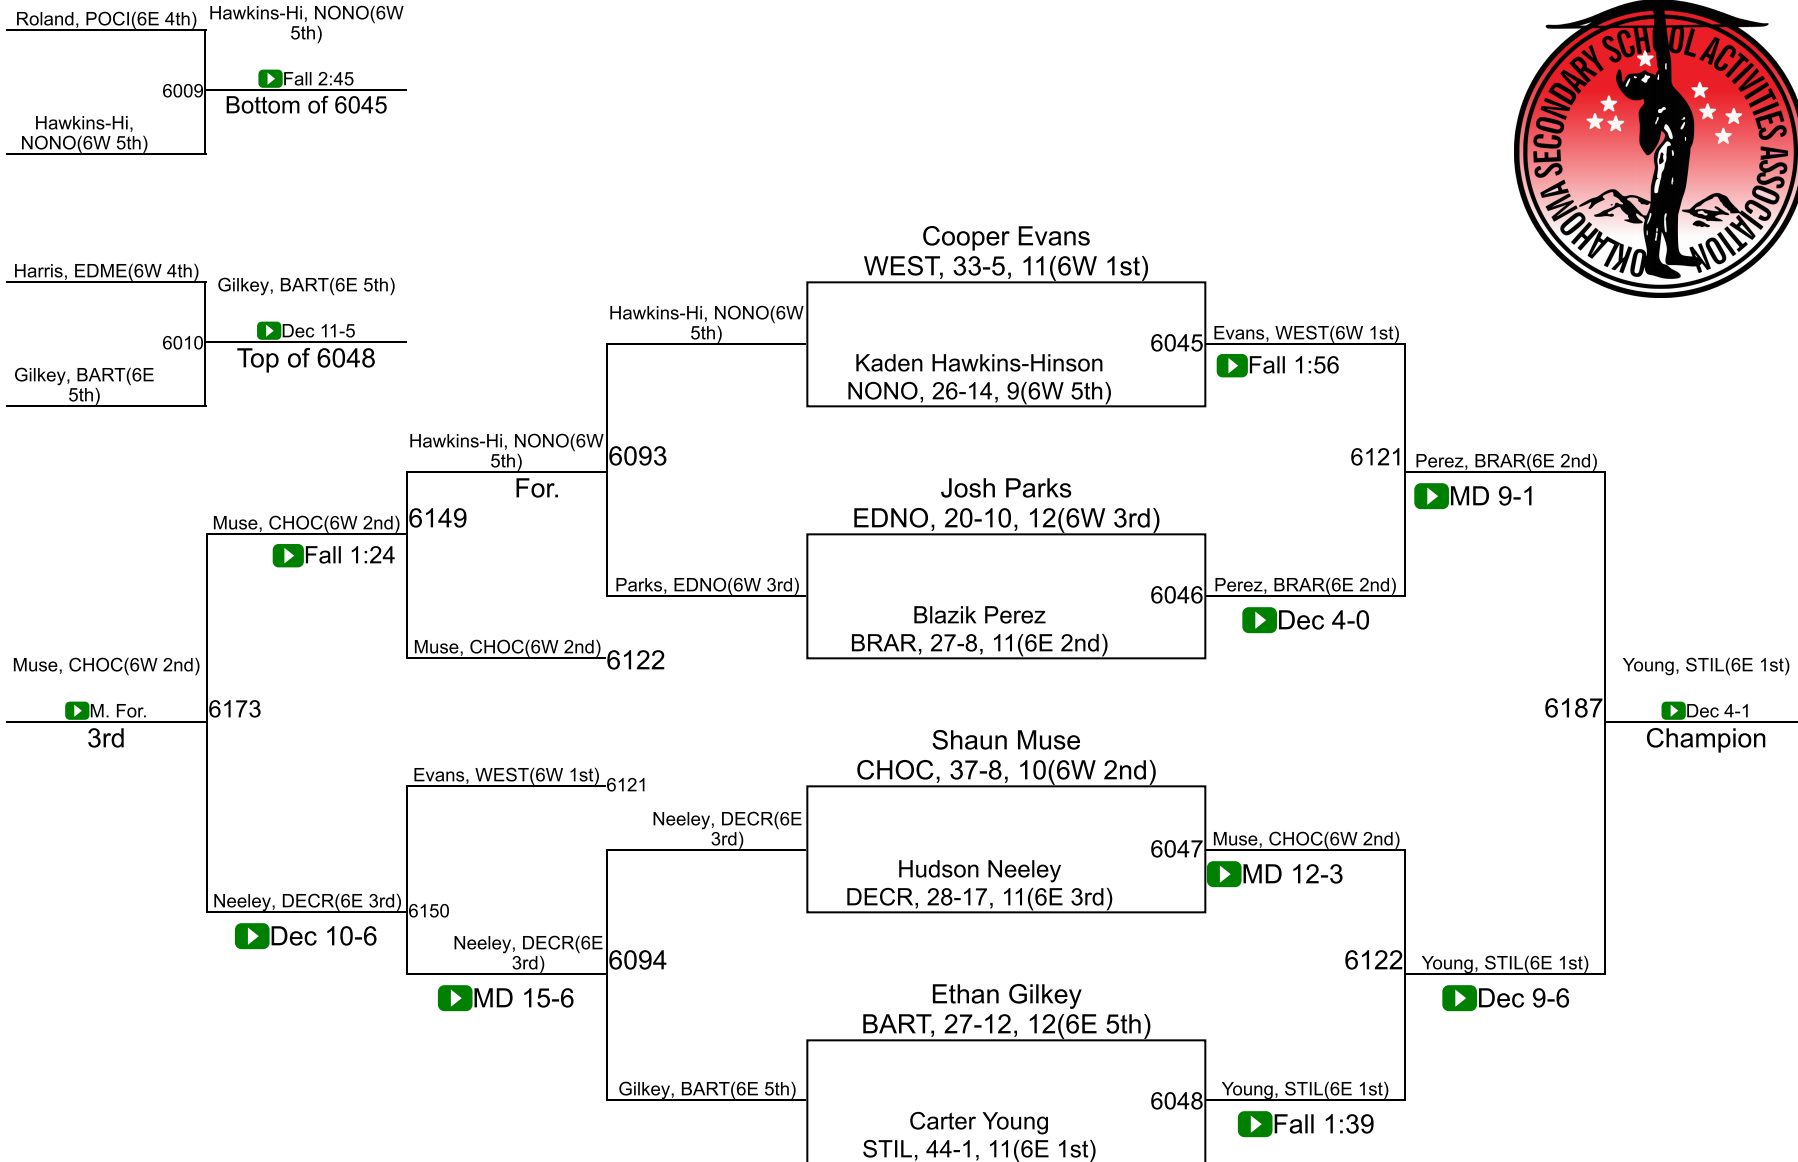 Roland, POCI(6E 4th)
Hawkins-Hi, NONO(6W
5th)
6009
Fall 2:45
Bottom of 6045
Hawkins-Hi,
NONO(6W 5th)
OKLAHOMA SECONDARY SCHOOL ACTIVITIES ASSOCIATION
Harris, EDME(6W 4th)
Gilkey, BART(6E 5th)
6010
Dec 11-5
Top of 6048
Gilkey, BART(6E
5th)
Cooper Evans
WEST, 33-5, 11(6W 1st)
Hawkins-Hi, NONO(6W
5th)
6045
Evans, WEST(6W 1st)
Fall 1:56
Kaden Hawkins-Hinson
NONO, 26-14, 9(6W 5th)
Hawkins-Hi, NONO(6W
5th)
6093
For.
6121
Perez, BRAR(6E 2nd)
MD 9-1
Josh Parks
EDNO, 20-10, 12(6W 3rd)
Muse, CHOC(6W 2nd)
6149
Fall 1:24
Parks, EDNO(6W 3rd)
6046
Perez, BRAR(6E 2nd)
Dec 4-0
Blazik Perez
BRAR, 27-8, 11(6E 2nd)
Muse, CHOC(6W 2nd)
6122
Muse, CHOC(6W 2nd)
M. For.
3rd
6173
Young, STIL(6E 1st)
6187
Dec 4-1
Champion
Shaun Muse
CHOC, 37-8, 10(6W 2nd)
Evans, WEST(6W 1st)
6121
Neeley, DECR(6E
3rd)
6047
Muse, CHOC(6W 2nd)
MD 12-3
Hudson Neeley
DECR, 28-17, 11(6E 3rd)
Neeley, DECR(6E 3rd)
6150
Dec 10-6
Neeley, DECR(6E
3rd)
6094
MD 15-6
6122
Young, STIL(6E 1st)
Dec 9-6
Ethan Gilkey
BART, 27-12, 12(6E 5th)
Gilkey, BART(6E 5th)
6048
Young, STIL(6E 1st)
Fall 1:39
Carter Young
STIL, 44-1, 11(6E 1st)